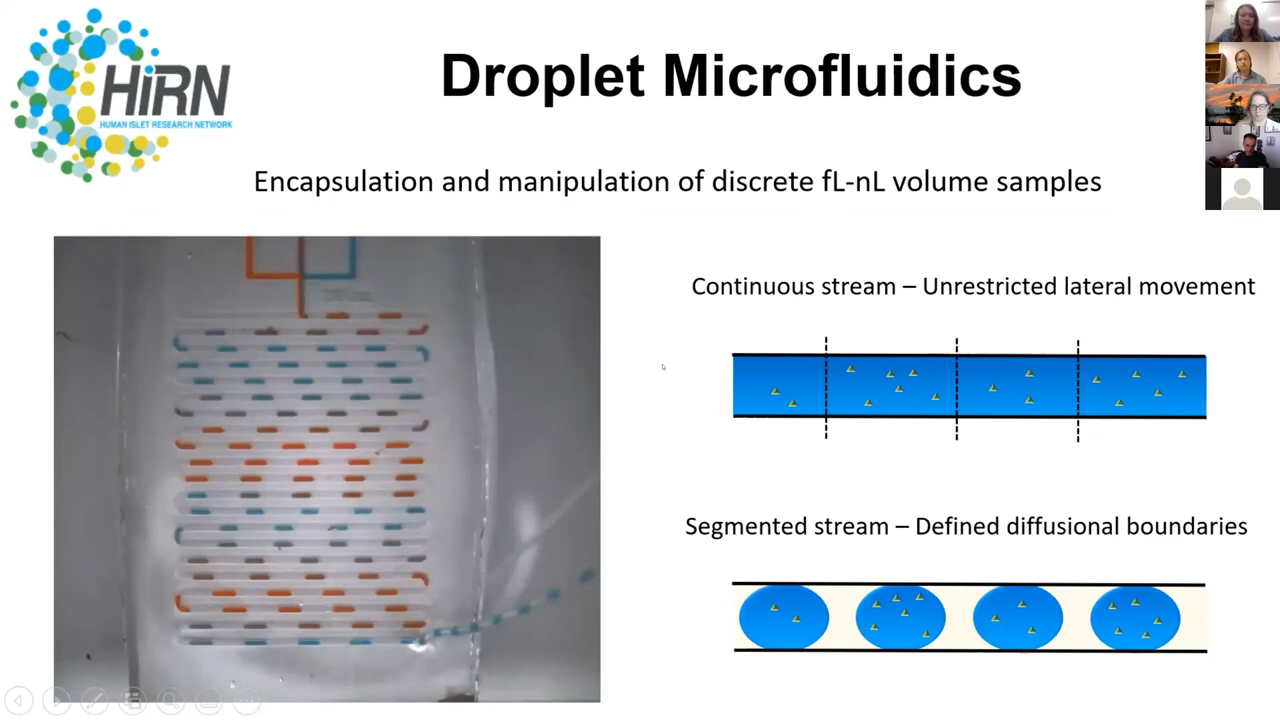 HiRN
HUMAN ISLET RESEARCH NETWORK
Droplet Microfluidics
Encapsulation and manipulation of discrete fL-nL volume samples
Continuous stream – Unrestricted lateral movement
Segmented stream – Defined diffusional boundaries